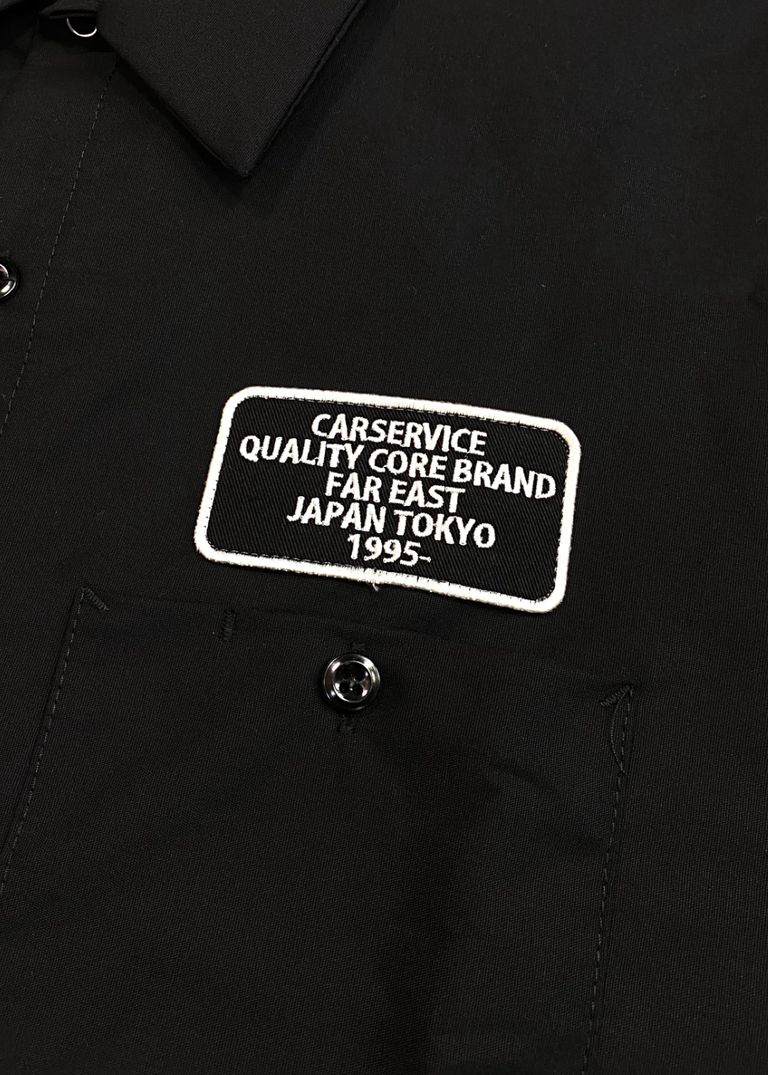 CARSERVICE
QUALITY CORE BRAND
FAR EAST
JAPAN TOKYO
1995-